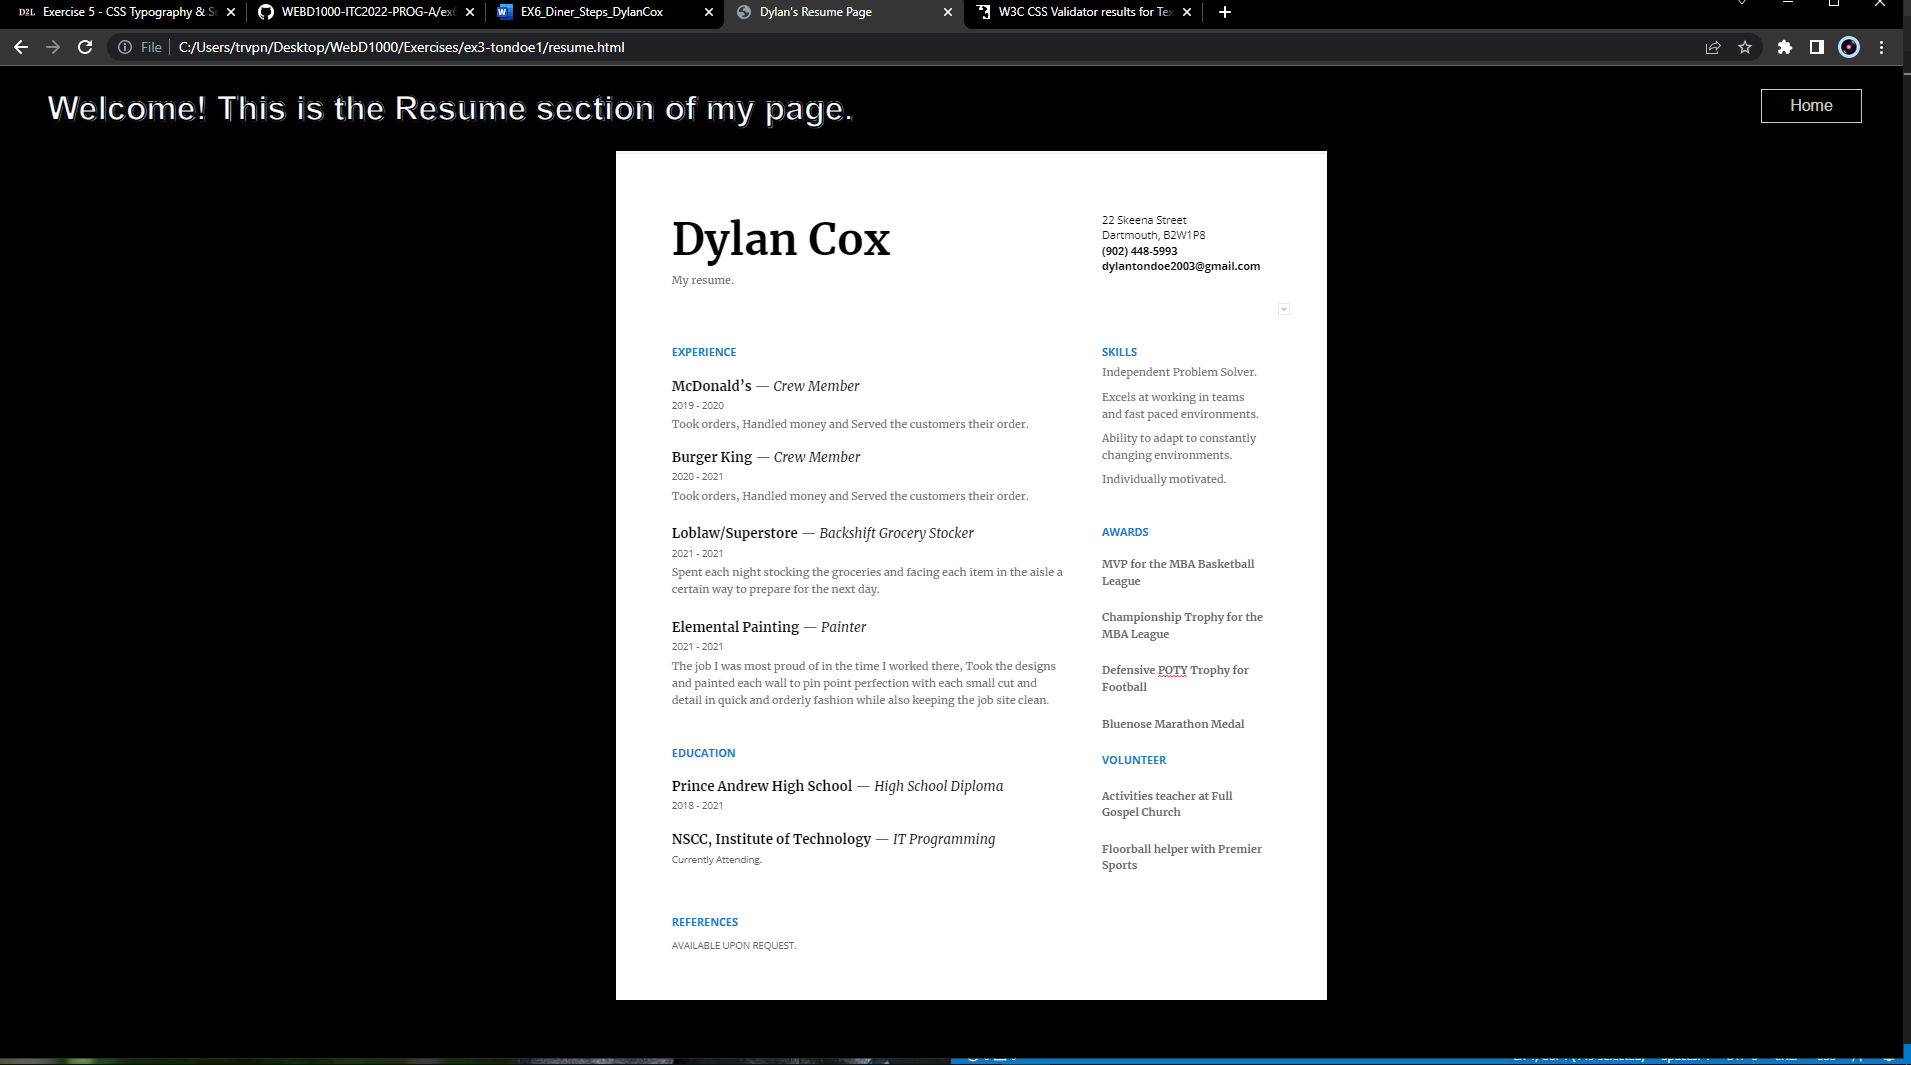 D2L Exercise 5 - CSS Typography & S
WEBD1000-ITC2022-PROG-A/ex
EX6_Diner_Steps_DylanCox
Dylan's Resume Page
W3C CSS Validator results for Te
File C:/Users/trvpn/Desktop/WebD1000/Exercises/ex3-tondoe1/resume.html
Welcome! This is the Resume section of my page.
Home
Dylan Cox
My resume.
22 Skeena Street
Dartmouth, B2W1P8
(902) 448-5993
dylantondoe2003@gmail.com
EXPERIENCE
McDonald’s — Crew Member
2019 - 2020
Took orders, Handled money and Served the customers their order.
Burger King — Crew Member
2020 - 2021
Took orders, Handled money and Served the customers their order.
Loblaw/Superstore — Backshift Grocery Stocker
2021 - 2021
Spent each night stocking the groceries and facing each item in the aisle a
certain way to prepare for the next day.
Elemental Painting — Painter
2021 - 2021
The job I was most proud of in the time I worked there, Took the designs
and painted each wall to pin point perfection with each small cut and
detail in quick and orderly fashion while also keeping the job site clean.
EDUCATION
Prince Andrew High School — High School Diploma
2018 - 2021
NSCC, Institute of Technology — IT Programming
Currently Attending.
REFERENCES
AVAILABLE UPON REQUEST.
SKILLS
Independent Problem Solver.
Excels at working in teams
and fast paced environments.
Ability to adapt to constantly
changing environments.
Individually motivated.
AWARDS
MVP for the MBA Basketball
League
Championship Trophy for the
MBA League
Defensive POTY Trophy for
Football
Bluenose Marathon Medal
VOLUNTEER
Activities teacher at Full
Gospel Church
Floorball helper with Premier
Sports